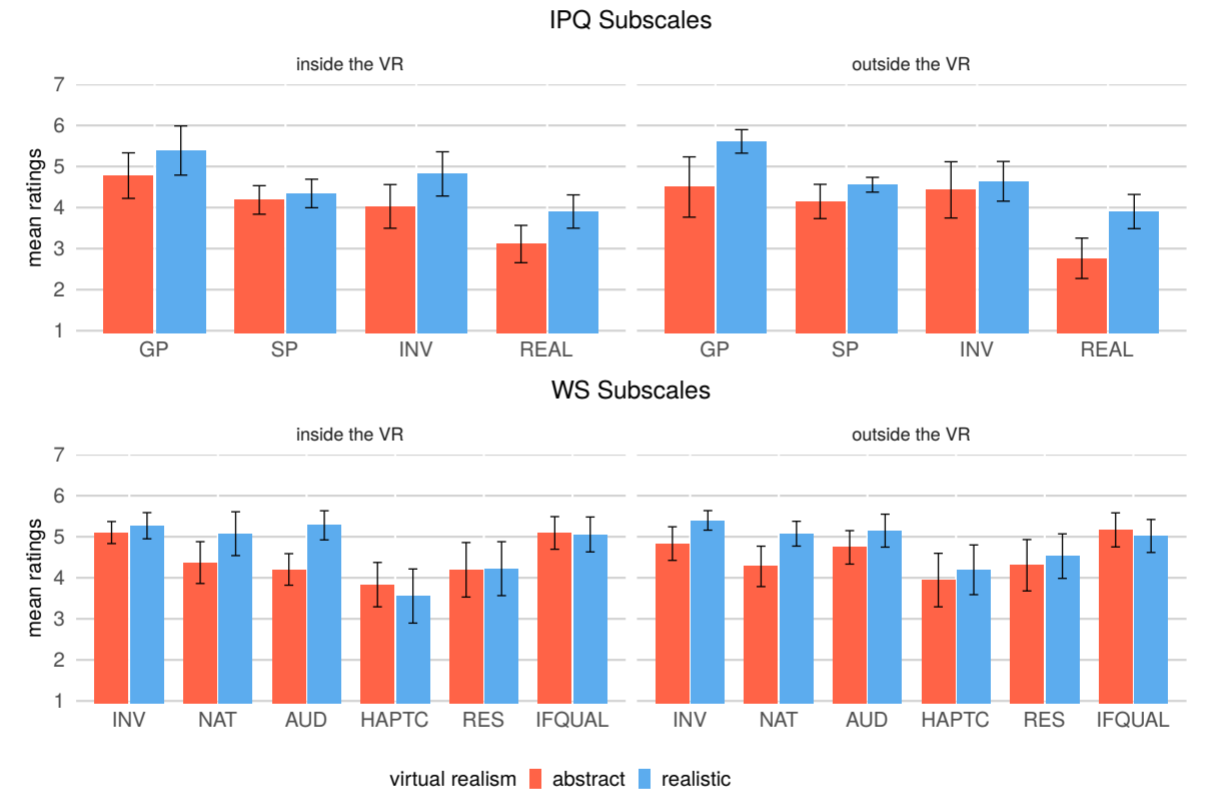 IPQ Subscales
inside the VR
outside the VR
mean ratings
7
6
5
4
3
2
1
GP SP INV REAL
GP SP INV REAL
WS Subscales
inside the VR
outside the VR
mean ratings
7
6
5
4
3
2
1
INV NAT AUD HAPTC RES IFQUAL
INV NAT AUD HAPTC RES IFQUAL
virtual realism abstract realistic